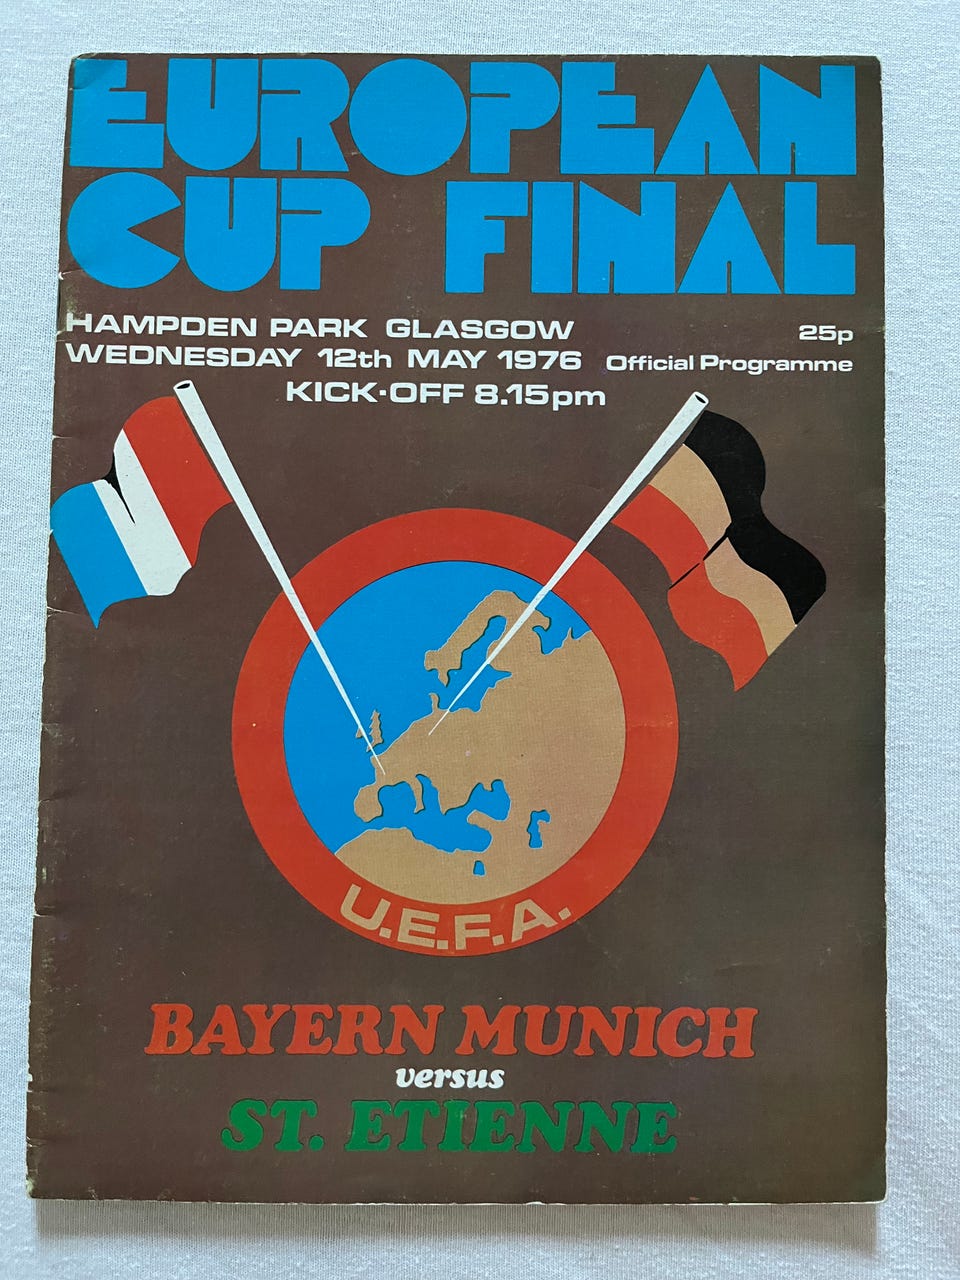 EUROPEAN
CUP FINAL
HAMPDEN PARK GLASGOW 25p
WEDNESDAY 12th MAY 1976 Official Programme
KICK-OFF 8.15pm
U.E.F.A.
BAYERN MUNICH
versus
ST. ETIENNE